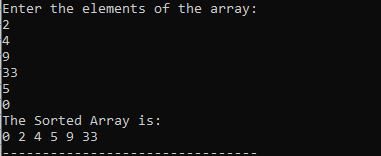 Enter the elements of the array:
2
4
9
33
5
0
The Sorted Array is:
0 2 4 5 9 33
--------------------------------